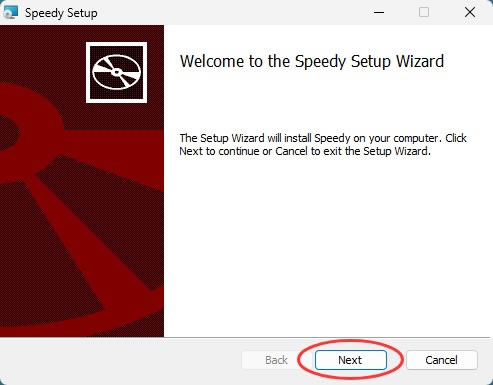 Speedy Setup
Welcome to the Speedy Setup Wizard
The Setup Wizard will install Speedy on your computer. Click
Next to continue or Cancel to exit the Setup Wizard.
Back Next Cancel